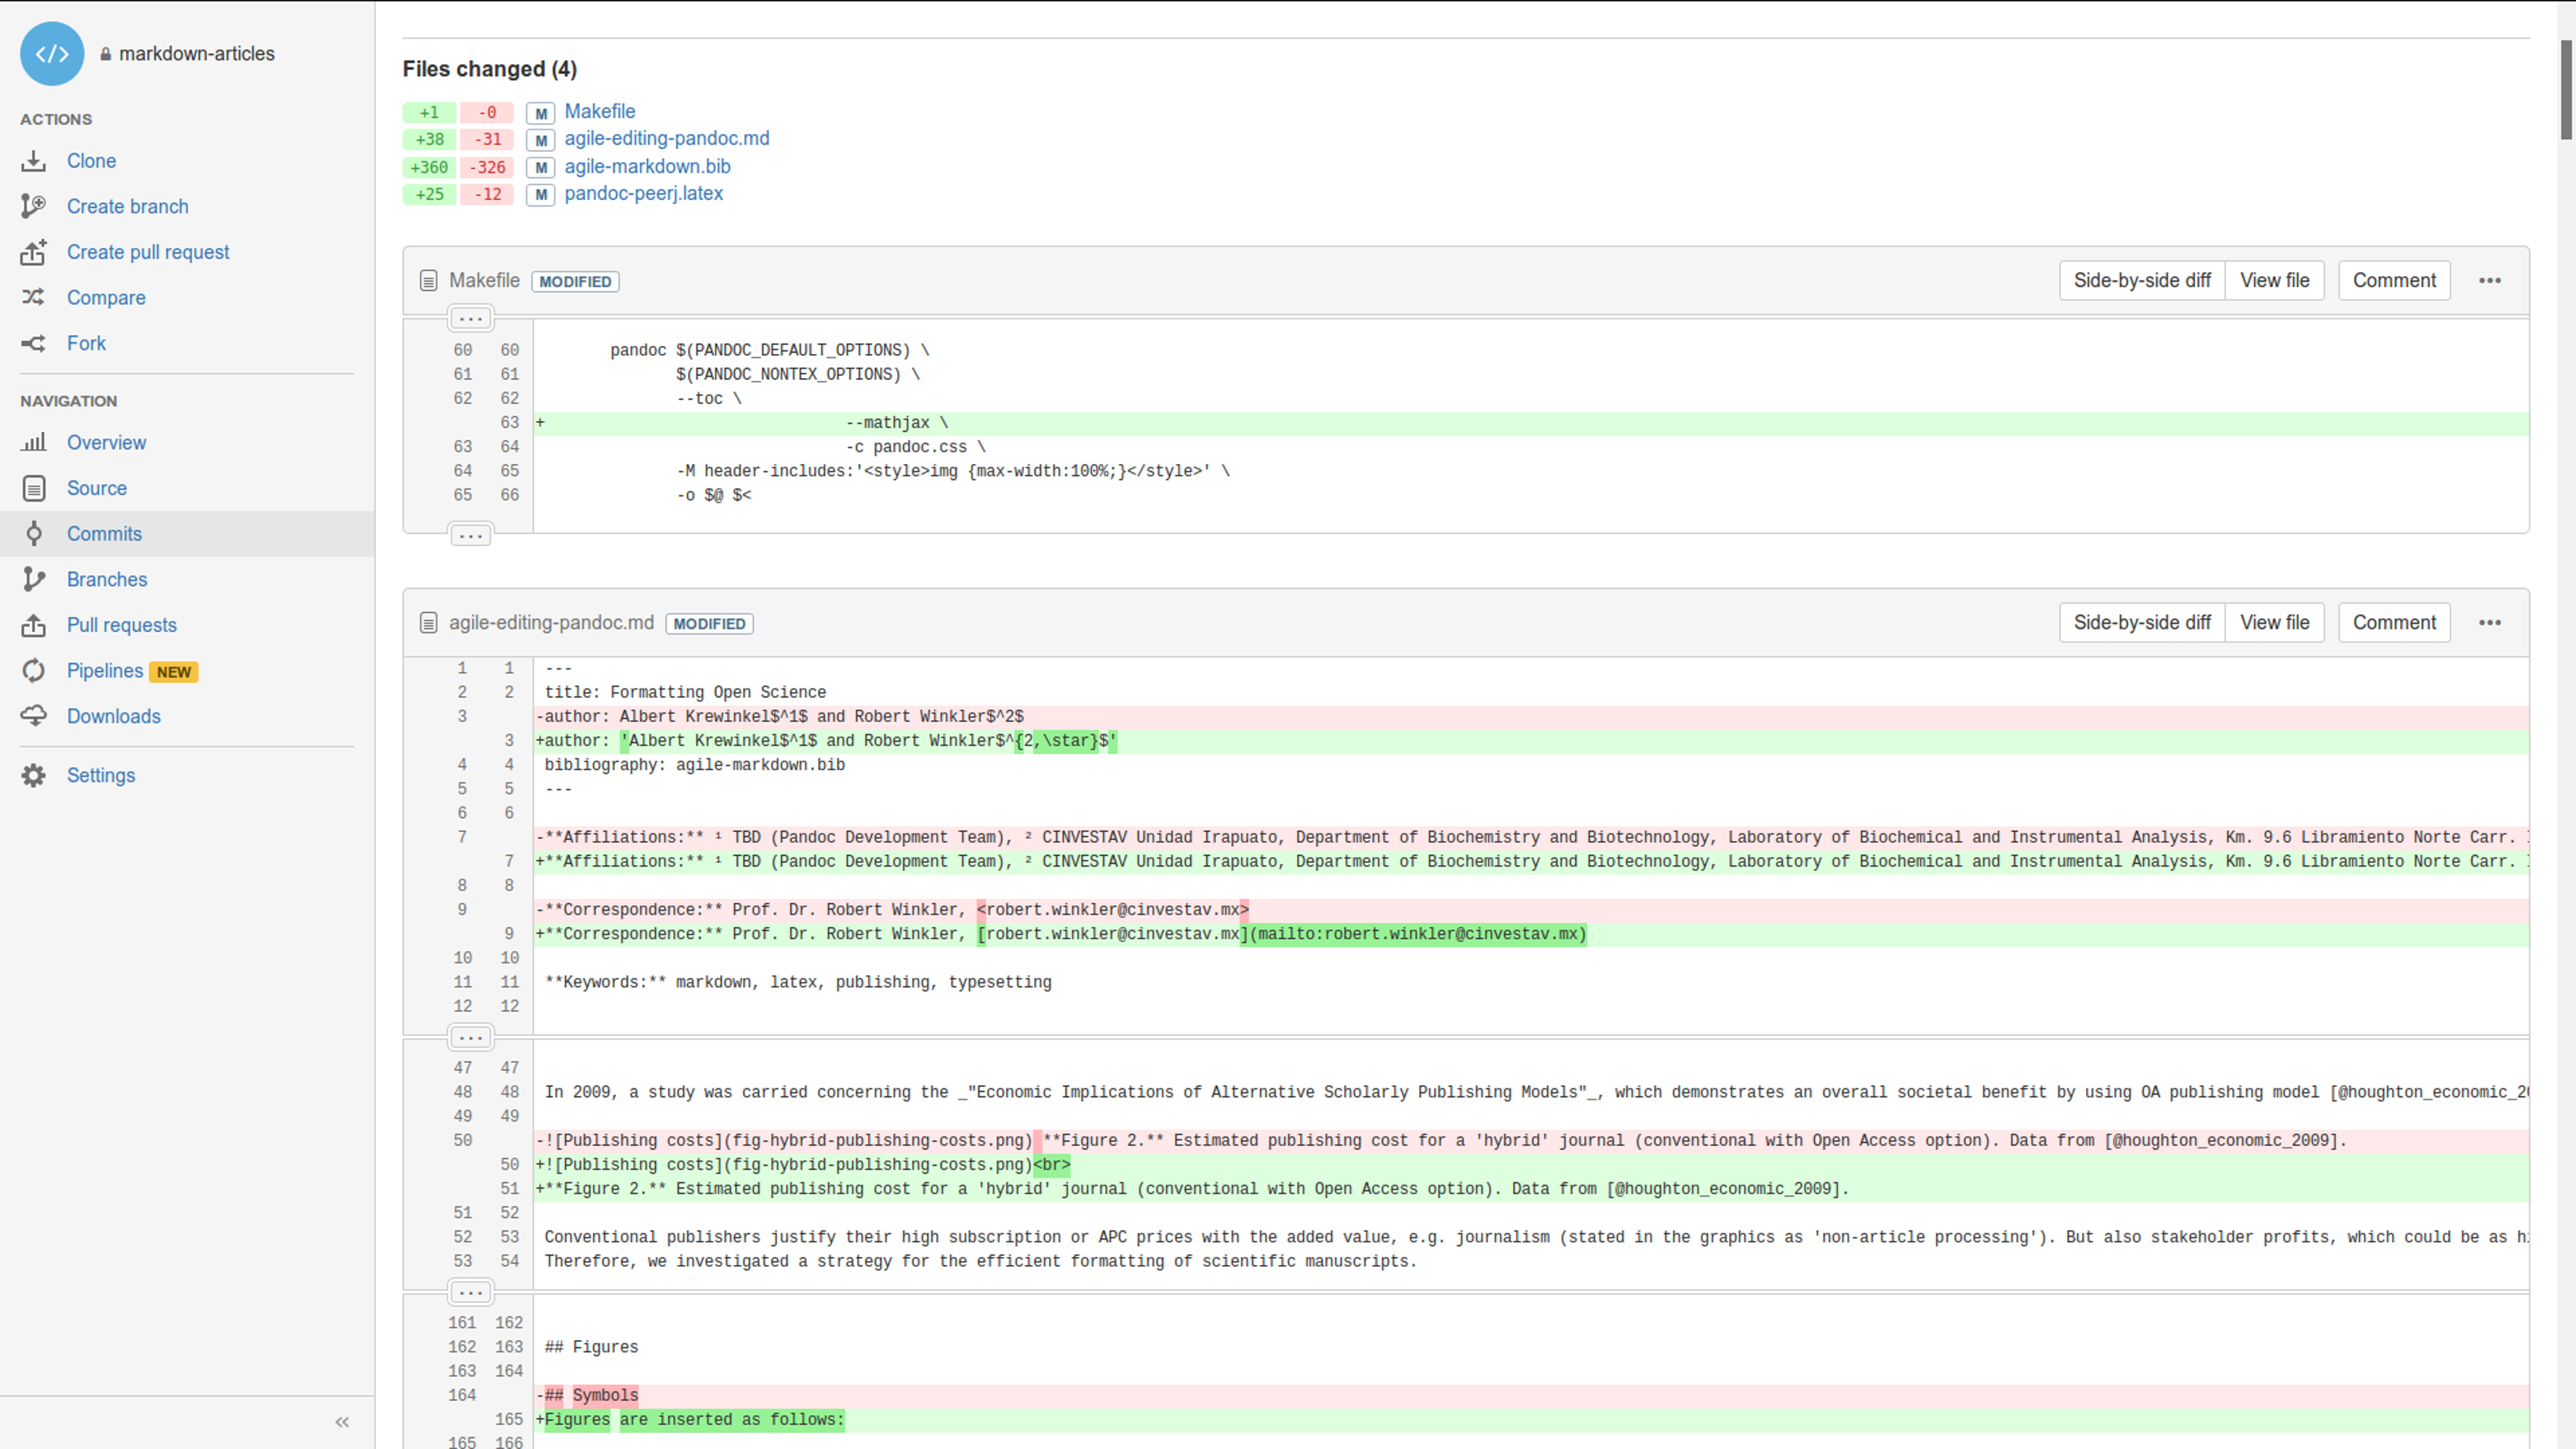 markdown-articles
ACTIONS
Clone
Create branch
Create pull request
Compare
Fork
NAVIGATION
Overview
Source
Commits
Branches
Pull requests
Pipelines NEW
Downloads
Settings
«
Files changed (4)
+1 -0 M Makefile
+38 -31 M agile-editing-pandoc.md
+360 -326 M agile-markdown.bib
+25 -12 M pandoc-peerj.latex
Makefile MODIFIED Side-by-side diff View file Comment •••
...
60 60 pandoc $(PANDOC_DEFAULT_OPTIONS) \
61 61 $(PANDOC_NONTEX_OPTIONS) \
62 62 --toc \
63 + --mathjax \
63 64 -c pandoc.css \
64 65 -M header-includes:'<style>img {max-width:100%;}</style>' \
65 66 -o $@ $<
...
agile-editing-pandoc.md MODIFIED Side-by-side diff View file Comment •••
1 1 ---
2 2 title: Formatting Open Science
3 -author: Albert Krewinkel$^1$ and Robert Winkler$^2$
3 +author: 'Albert Krewinkel$^1$ and Robert Winkler$^{2,\star}$'
4 4 bibliography: agile-markdown.bib
5 5 ---
6 6
7 -**Affiliations:** ¹ TBD (Pandoc Development Team), ² CINVESTAV Unidad Irapuato, Department of Biochemistry and Biotechnology, Laboratory of Biochemical and Instrumental Analysis, Km. 9.6 Libramiento Norte Carr.
7 +**Affiliations:** ¹ TBD (Pandoc Development Team), ² CINVESTAV Unidad Irapuato, Department of Biochemistry and Biotechnology, Laboratory of Biochemical and Instrumental Analysis, Km. 9.6 Libramiento Norte Carr.
8 8
9 -**Correspondence:** Prof. Dr. Robert Winkler, <robert.winkler@cinvestav.mx>
9 +**Correspondence:** Prof. Dr. Robert Winkler, [robert.winkler@cinvestav.mx](mailto:robert.winkler@cinvestav.mx)
10 10
11 11 **Keywords:** markdown, latex, publishing, typesetting
12 12
...
47 47
48 48 In 2009, a study was carried concerning the _"Economic Implications of Alternative Scholarly Publishing Models"_, which demonstrates an overall societal benefit by using OA publishing model [@houghton_economic_2
49 49
50 -![Publishing costs](fig-hybrid-publishing-costs.png) **Figure 2.** Estimated publishing cost for a 'hybrid' journal (conventional with Open Access option). Data from [@houghton_economic_2009].
50 +![Publishing costs](fig-hybrid-publishing-costs.png)<br>
51 +**Figure 2.** Estimated publishing cost for a 'hybrid' journal (conventional with Open Access option). Data from [@houghton_economic_2009].
51 52
52 53 Conventional publishers justify their high subscription or APC prices with the added value, e.g. journalism (stated in the graphics as 'non-article processing'). But also stakeholder profits, which could be as
53 54 Therefore, we investigated a strategy for the efficient formatting of scientific manuscripts.
...
161 162
162 163 ## Figures
163 164
164 -## Symbols
165 +Figures are inserted as follows:
165 166